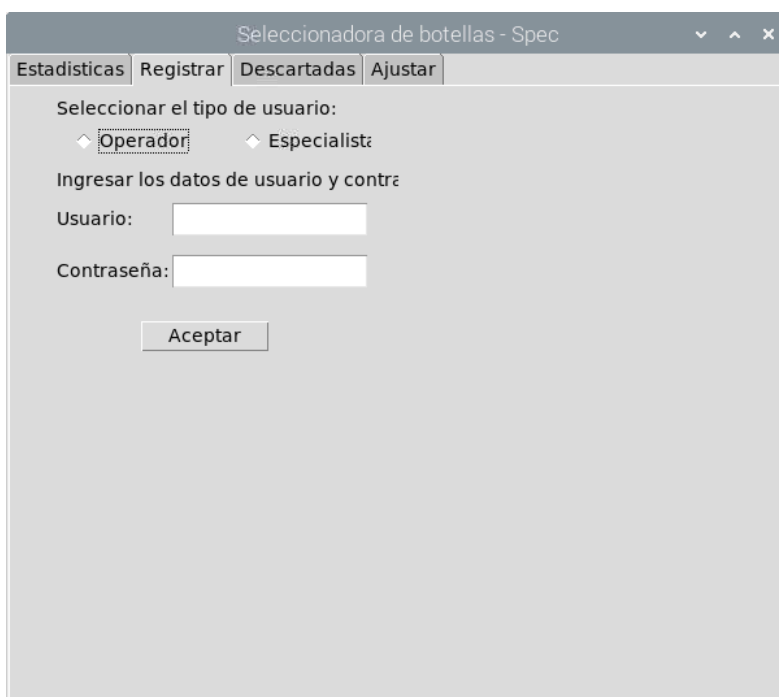 Seleccionadora de botellas - Spec
Estadisticas Registrar Descartadas Ajustar
Seleccionar el tipo de usuario:
Operador Especialista
Ingresar los datos de usuario y contra
Usuario:
Contraseña:
Aceptar